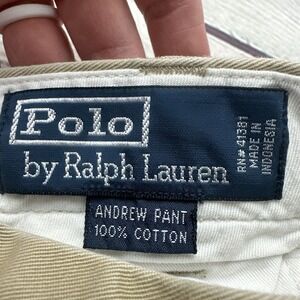 Polo
by Ralph Lauren
RN# 41381
MADE IN
INDONESIA
ANDREW PANT
100% COTTON